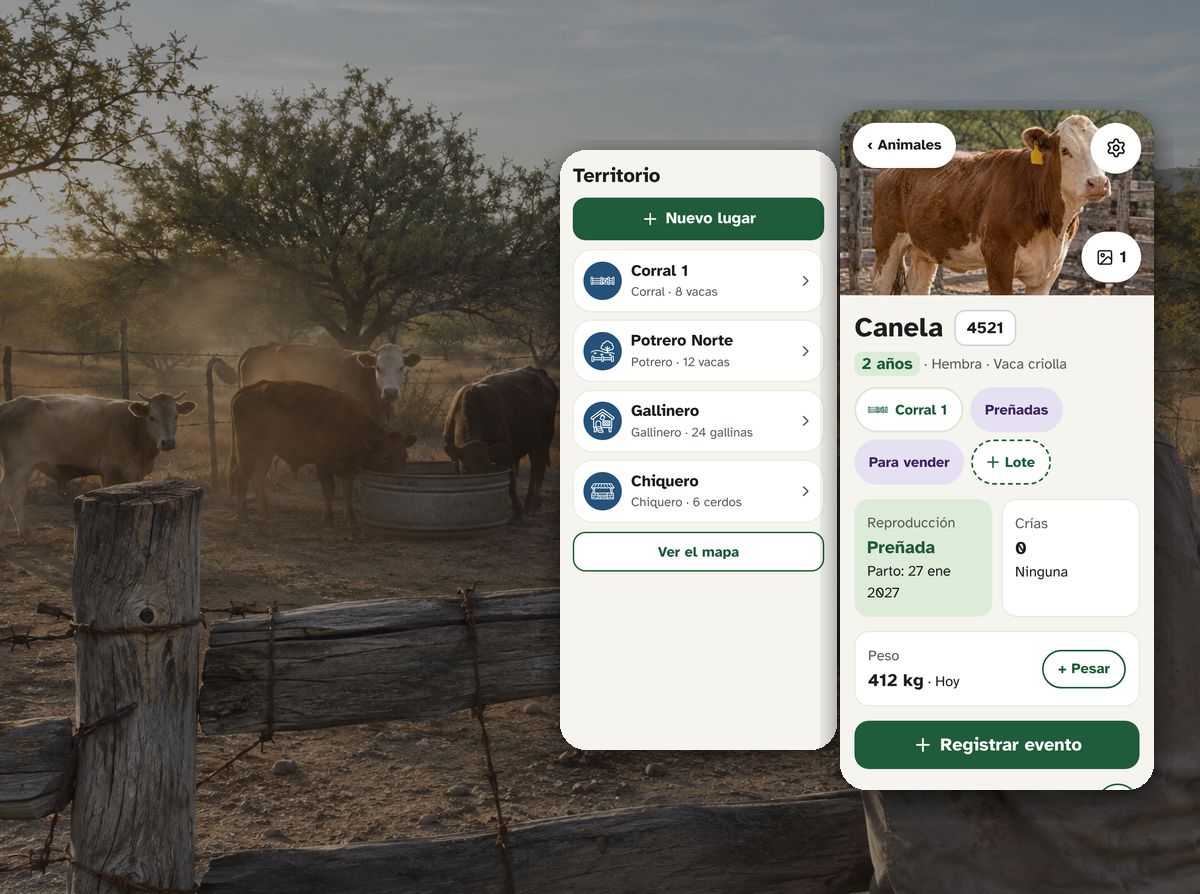 Territorio
+ Nuevo lugar
Corral 1
Corral · 8 vacas
Potrero Norte
Potrero · 12 vacas
Gallinero
Gallinero · 24 gallinas
Chiquero
Chiquero · 6 cerdos
Ver el mapa
‹ Animales
1
Canela 4521
2 años · Hembra · Vaca criolla
Corral 1 Preñadas
Para vender + Lote
Reproducción
Preñada
Parto: 27 ene
2027
Crías
0
Ninguna
Peso
412 kg · Hoy
+ Pesar
+ Registrar evento